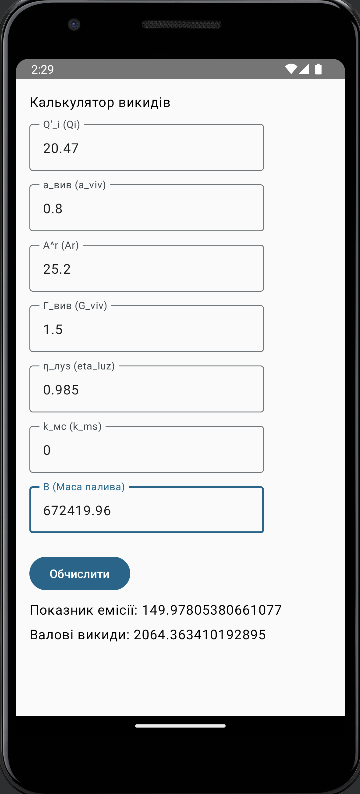 2:29
Калькулятор викидів
Q'_i (Qi)
20.47
a_вив (a_viv)
0.8
A^r (Ar)
25.2
Г_вив (G_viv)
1.5
η_луз (eta_luz)
0.985
k_мс (k_ms)
0
B (Маса палива)
672419.96
Обчислити
Показник емісії: 149.97805380661077
Валові викиди: 2064.363410192895